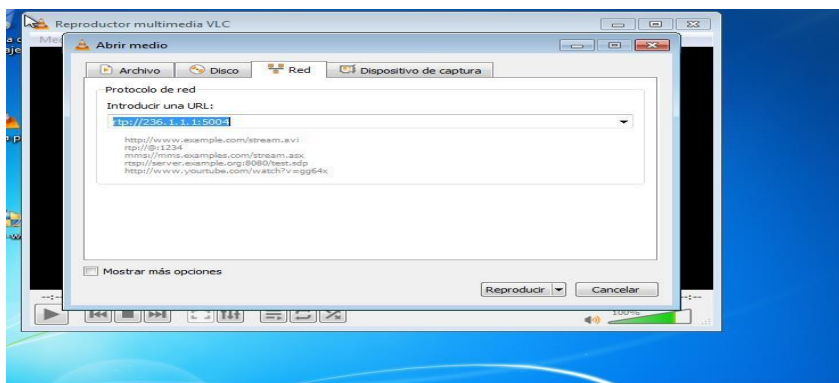 Reproductor multimedia VLC
Abrir medio
Archivo Disco Red Dispositivo de captura
Protocolo de red
Introducir una URL:
rtp://236.1.1.1:5004
http://www.example.com/stream.avi
rtp://@:1234
mms://mms.examples.com/stream.asx
rtsp://server.example.org:8080/test.sdp
http://www.yourtube.com/watch?v=gg64x
Mostrar más opciones
Reproducir Cancelar
--:-- --:--
100%